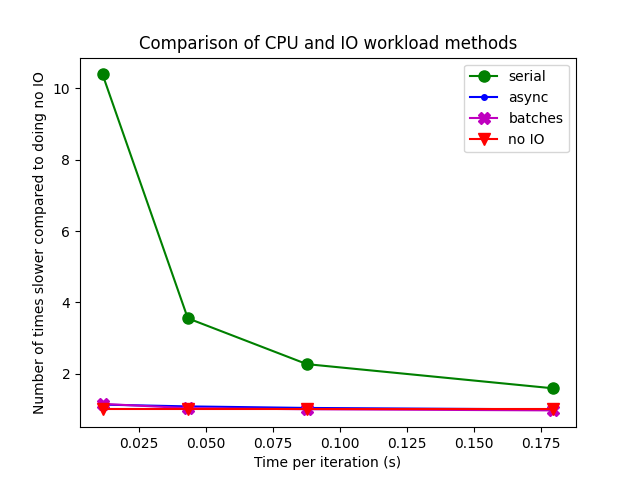 Comparison of CPU and IO workload methods
Number of times slower compared to doing no IO
10
8
6
4
2
serial
async
batches
no IO
0.025
0.050
0.075
0.100
0.125
0.150
0.175
Time per iteration (s)